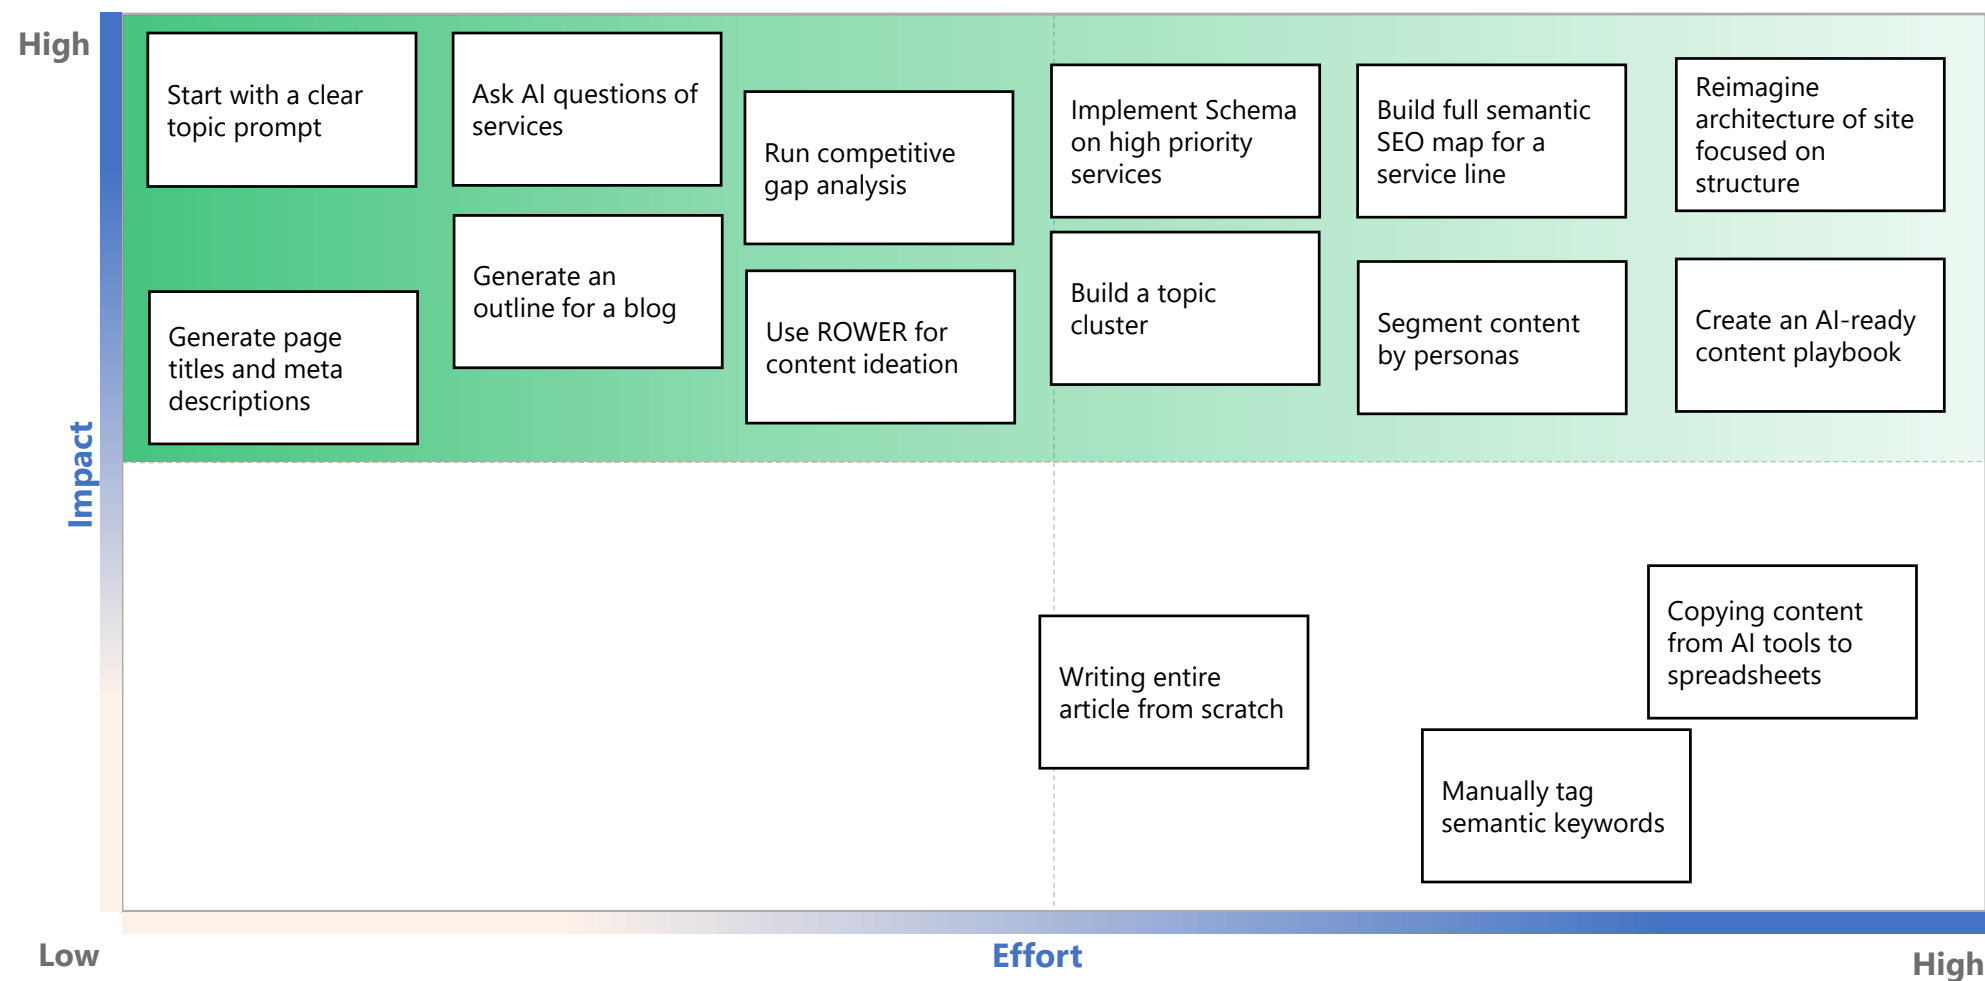 High
Start with a clear
topic prompt
Ask AI questions of
services
Run competitive
gap analysis
Implement Schema
on high priority
services
Build full semantic
SEO map for a
service line
Reimagine
architecture of site
focused on
structure
Generate page
titles and meta
descriptions
Generate an
outline for a blog
Use ROWER for
content ideation
Build a topic
cluster
Segment content
by personas
Create an AI-ready
content playbook
Impact
Writing entire
article from scratch
Copying content
from AI tools to
spreadsheets
Manually tag
semantic keywords
Low
Effort
High